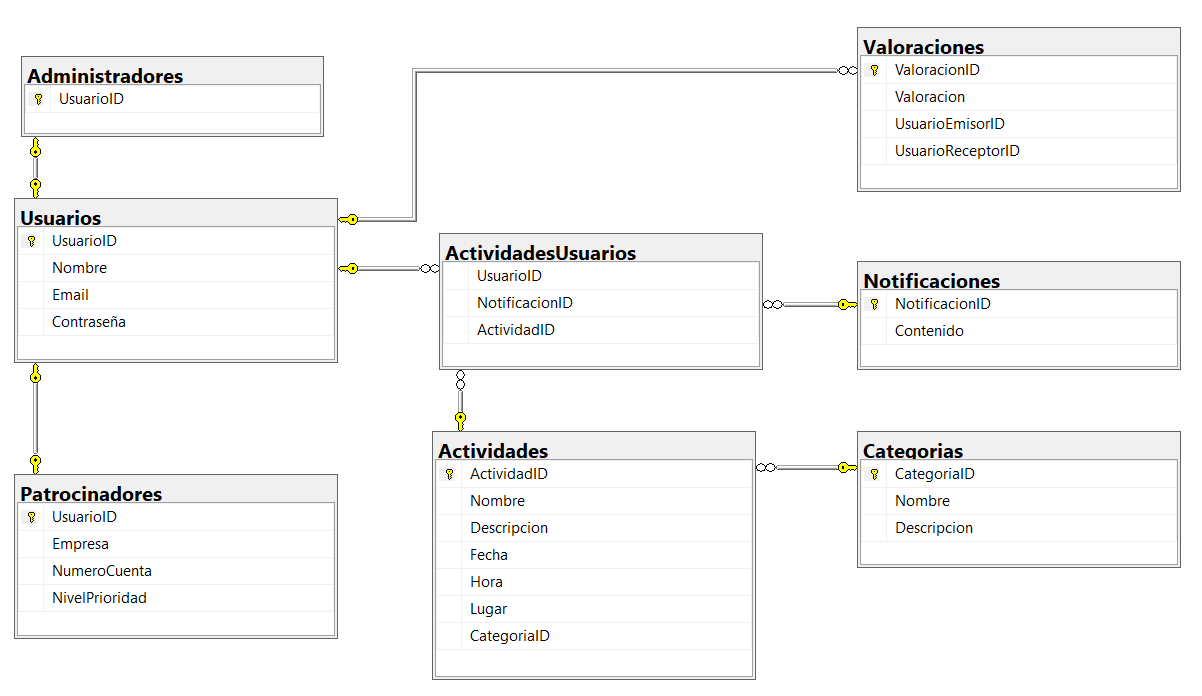 Administradores
UsuarioID
Usuarios
UsuarioID
Nombre
Email
Contraseña
Patrocinadores
UsuarioID
Empresa
NumeroCuenta
NivelPrioridad
ActividadesUsuarios
UsuarioID
NotificacionID
ActividadID
Actividades
ActividadID
Nombre
Descripcion
Fecha
Hora
Lugar
CategoriaID
Valoraciones
ValoracionID
Valoracion
UsuarioEmisorID
UsuarioReceptorID
Notificaciones
NotificacionID
Contenido
Categorias
CategoriaID
Nombre
Descripcion